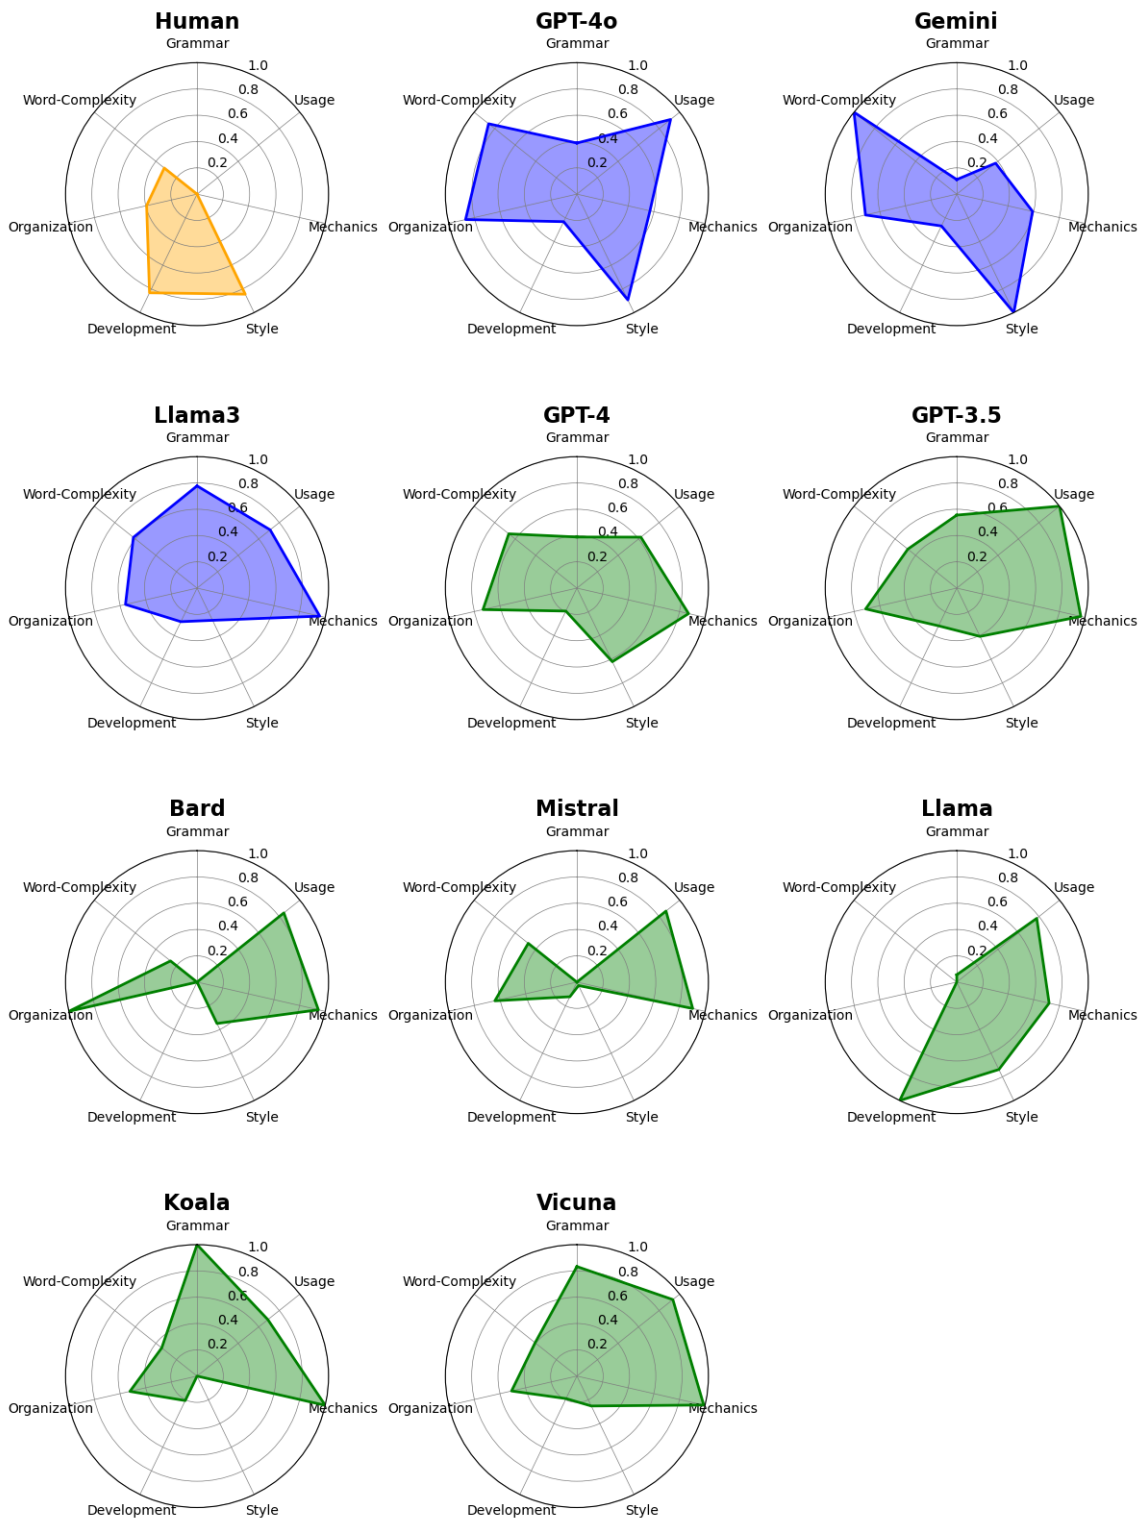 Human
Grammar
1.0
Word-Complexity
0.8
Usage
0.6
0.4
0.2
Organization
Mechanics
Development
Style
GPT-4o
Grammar
1.0
Word-Complexity
0.8
Usage
0.6
0.4
0.2
Organization
Mechanics
Development
Style
Gemini
Grammar
1.0
Word-Complexity
0.8
Usage
0.6
0.4
0.2
Organization
Mechanics
Development
Style
Llama3
Grammar
1.0
Word-Complexity
0.8
Usage
0.6
0.4
0.2
Organization
Mechanics
Development
Style
GPT-4
Grammar
1.0
Word-Complexity
0.8
Usage
0.6
0.4
0.2
Organization
Mechanics
Development
Style
GPT-3.5
Grammar
1.0
Word-Complexity
0.8
Usage
0.6
0.4
0.2
Organization
Mechanics
Development
Style
Bard
Grammar
1.0
Word-Complexity
0.8
Usage
0.6
0.4
0.2
Organization
Mechanics
Development
Style
Mistral
Grammar
1.0
Word-Complexity
0.8
Usage
0.6
0.4
0.2
Organization
Mechanics
Development
Style
Llama
Grammar
1.0
Word-Complexity
0.8
Usage
0.6
0.4
0.2
Organization
Mechanics
Development
Style
Koala
Grammar
1.0
Word-Complexity
0.8
Usage
0.6
0.4
0.2
Organization
Mechanics
Development
Style
Vicuna
Grammar
1.0
Word-Complexity
0.8
Usage
0.6
0.4
0.2
Organization
Mechanics
Development
Style